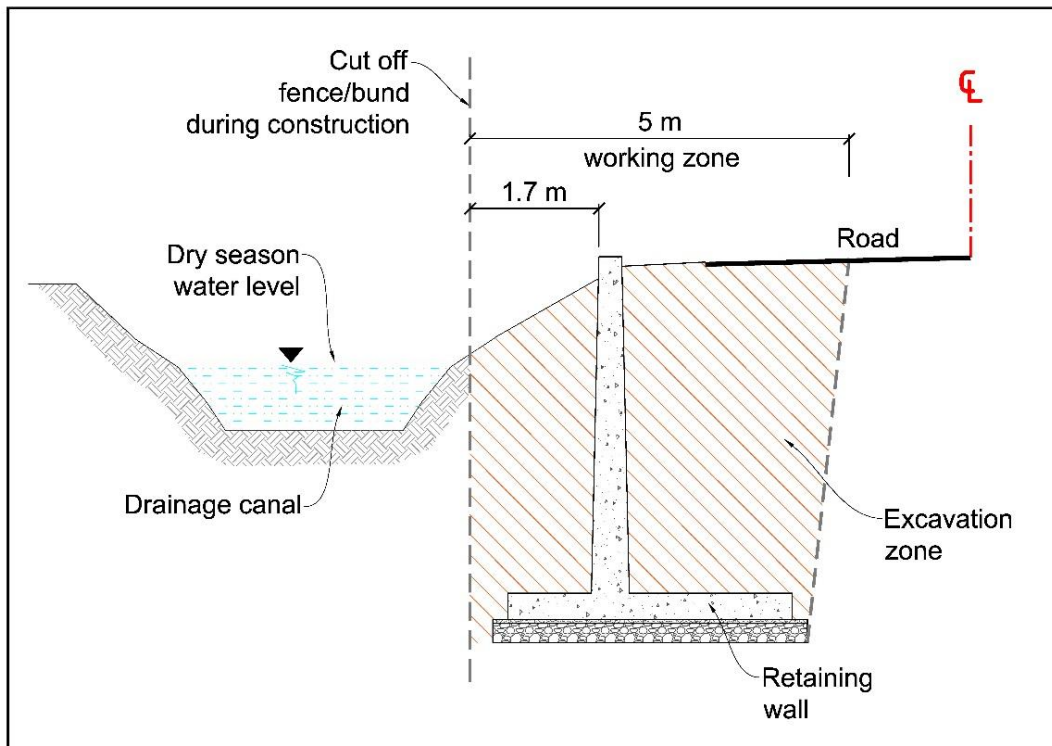 Cut off
fence/bund
during construction
℄
5 m
working zone
1.7 m
Road
Dry season
water level
Drainage canal
Excavation
zone
Retaining
wall